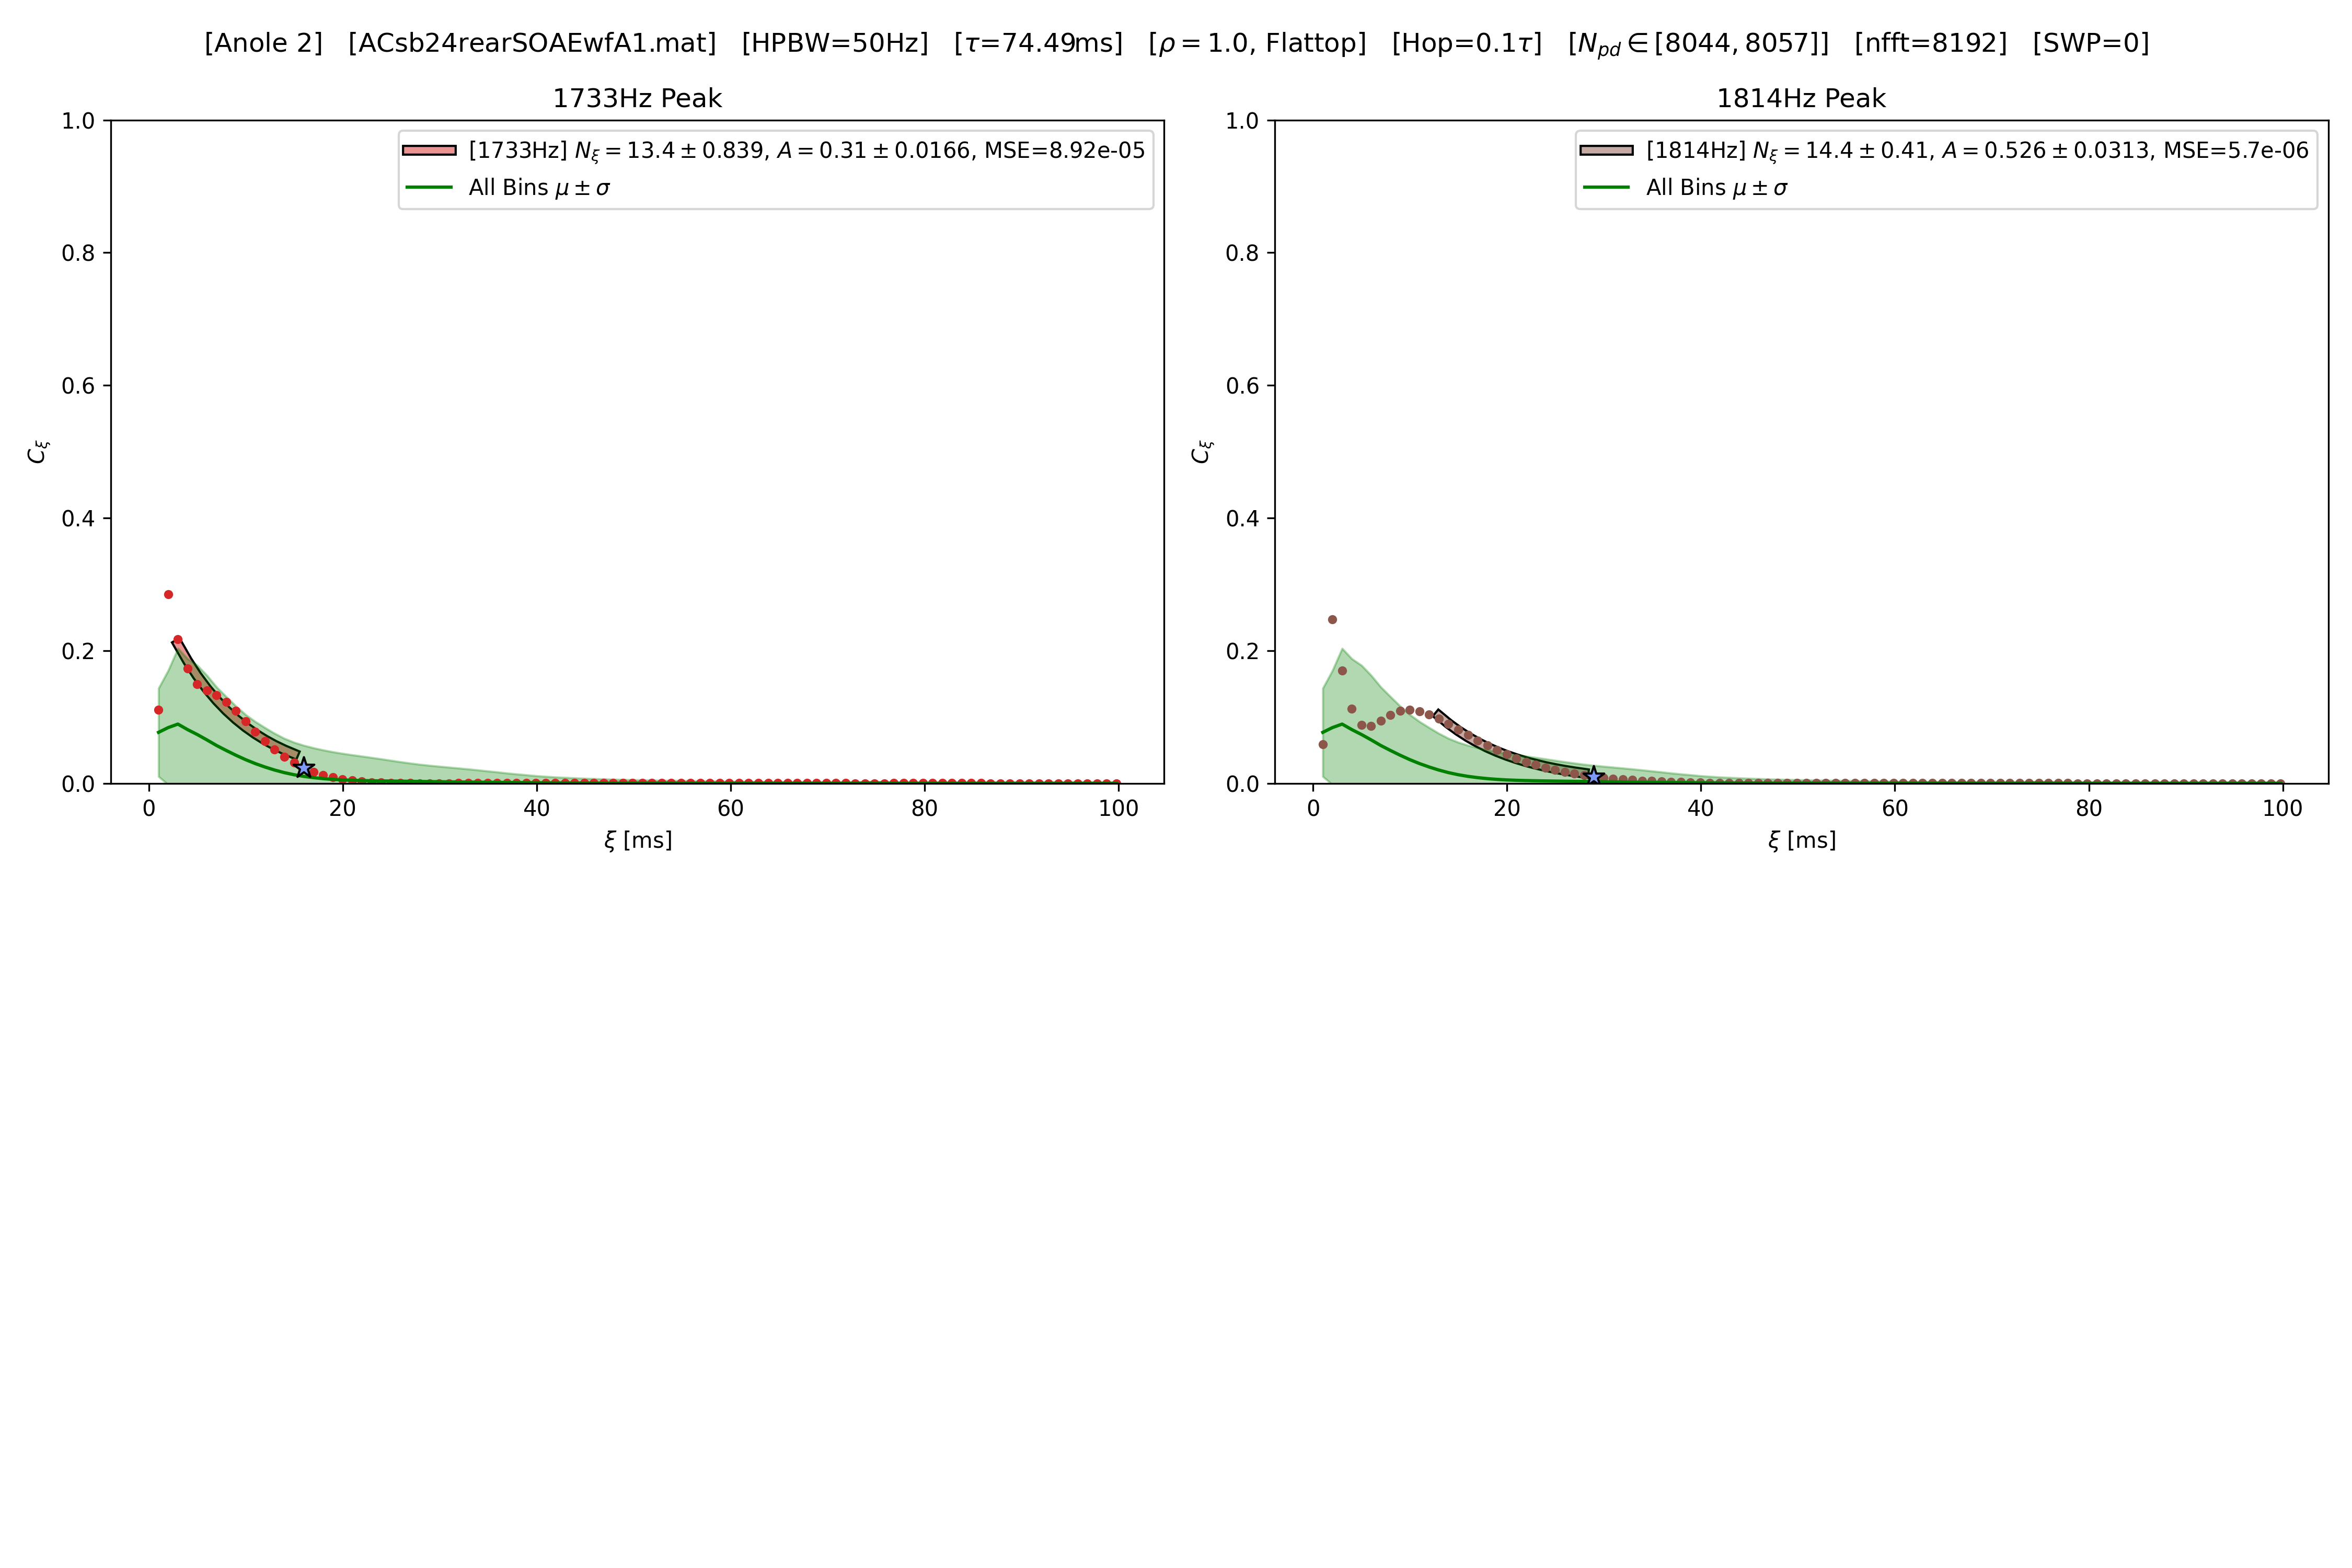 [Anole 2] [ACsb24rearSOAEwfA1.mat] [HPBW=50Hz] [τ=74.49ms] [ρ = 1.0, Flattop] [Hop=0.1τ] [N_pd ∈ [8044, 8057]] [nfft=8192] [SWP=0]
1733Hz Peak
[1733Hz] N_ξ = 13.4 ± 0.839, A = 0.31 ± 0.0166, MSE=8.92e-05
All Bins μ ± σ
1.0
0.8
0.6
0.4
0.2
0.0
C_ξ
0 20 40 60 80 100
ξ [ms]
1814Hz Peak
[1814Hz] N_ξ = 14.4 ± 0.41, A = 0.526 ± 0.0313, MSE=5.7e-06
All Bins μ ± σ
1.0
0.8
0.6
0.4
0.2
0.0
C_ξ
0 20 40 60 80 100
ξ [ms]